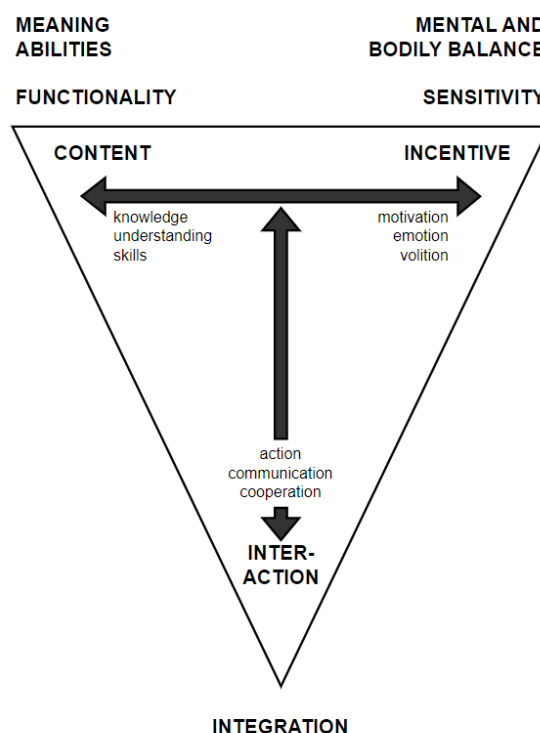 MEANING
ABILITIES
MENTAL AND
BODILY BALANCE
FUNCTIONALITY
SENSITIVITY
CONTENT
INCENTIVE
knowledge
understanding
skills
motivation
emotion
volition
action
communication
cooperation
INTER-
ACTION
INTEGRATION